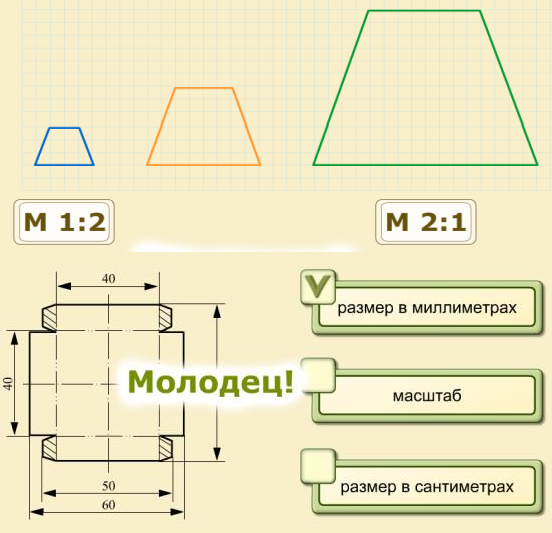 М 1:2
М 2:1
40
40
50
60
Молодец!
размер в миллиметрах
масштаб
размер в сантиметрах